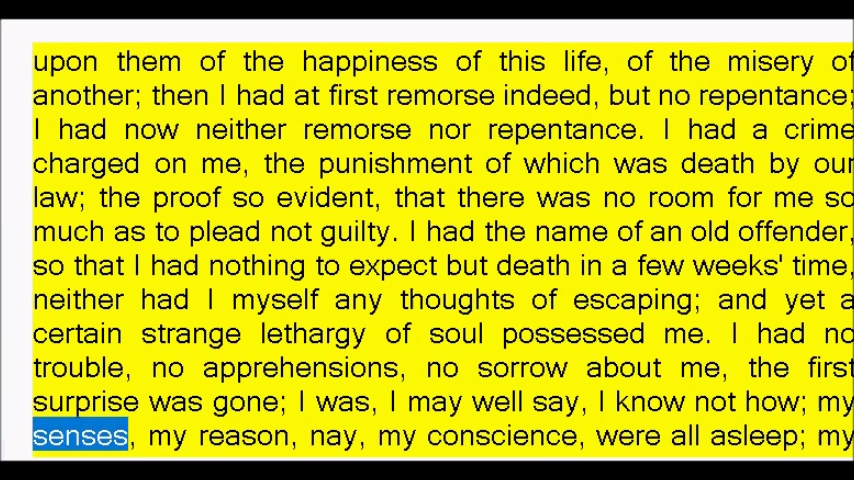 upon them of the happiness of this life, of the misery of
another; then I had at first remorse indeed, but no repentance;
I had now neither remorse nor repentance. I had a crime
charged on me, the punishment of which was death by our
law; the proof so evident, that there was no room for me so
much as to plead not guilty. I had the name of an old offender,
so that I had nothing to expect but death in a few weeks' time,
neither had I myself any thoughts of escaping; and yet a
certain strange lethargy of soul possessed me. I had no
trouble, no apprehensions, no sorrow about me, the first
surprise was gone; I was, I may well say, I know not how; my
senses, my reason, nay, my conscience, were all asleep; my